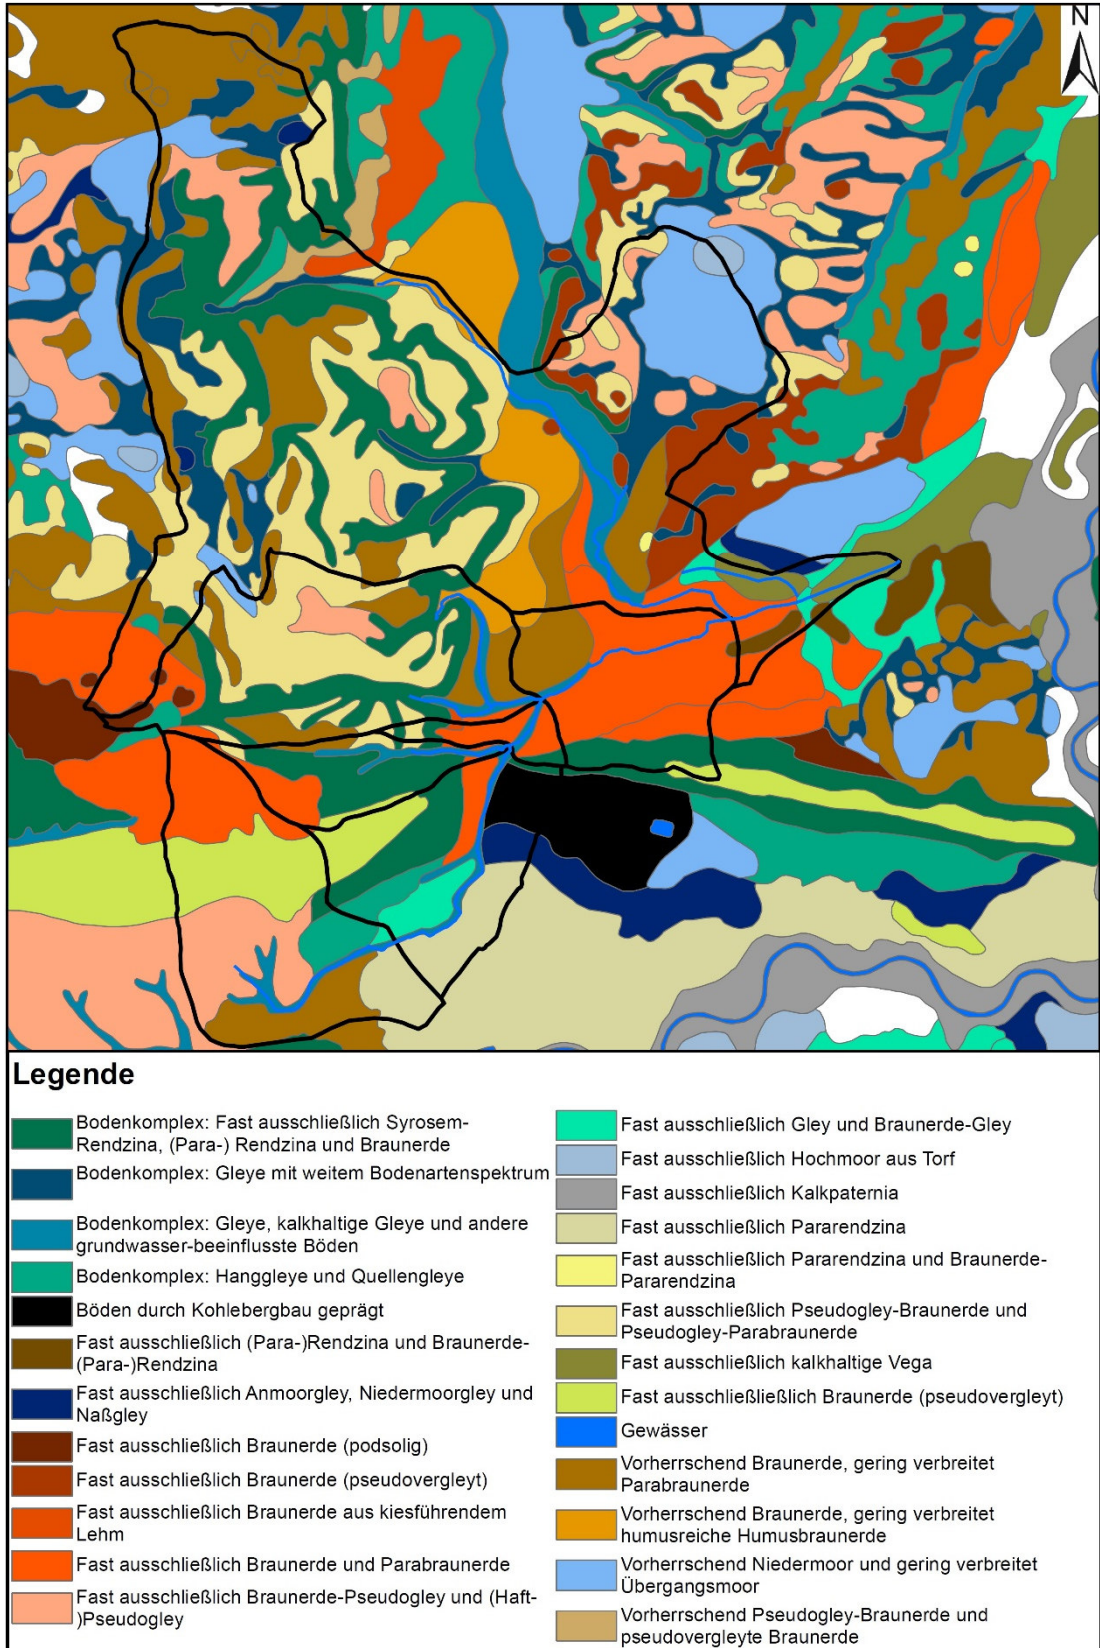 N
Legende
Bodenkomplex: Fast ausschließlich Syrosem-
Rendzina, (Para-) Rendzina und Braunerde
Bodenkomplex: Gleye mit weitem Bodenartenspektrum
Bodenkomplex: Gleye, kalkhaltige Gleye und andere
grundwasser-beeinflusste Böden
Bodenkomplex: Hanggleye und Quellengleye
Böden durch Kohlebergbau geprägt
Fast ausschließlich (Para-)Rendzina und Braunerde-
(Para-)Rendzina
Fast ausschließlich Anmoorgley, Niedermoorgley und
Naßgley
Fast ausschließlich Braunerde (podsolig)
Fast ausschließlich Braunerde (pseudovergleyt)
Fast ausschließlich Braunerde aus kiesführendem
Lehm
Fast ausschließlich Braunerde und Parabraunerde
Fast ausschließlich Braunerde-Pseudogley und (Haft-
)Pseudogley
Fast ausschließlich Gley und Braunerde-Gley
Fast ausschließlich Hochmoor aus Torf
Fast ausschließlich Kalkpaternia
Fast ausschließlich Pararendzina
Fast ausschließlich Pararendzina und Braunerde-
Pararendzina
Fast ausschließlich Pseudogley-Braunerde und
Pseudogley-Parabraunerde
Fast ausschließlich kalkhaltige Vega
Fast ausschließließlich Braunerde (pseudovergleyt)
Gewässer
Vorherrschend Braunerde, gering verbreitet
Parabraunerde
Vorherrschend Braunerde, gering verbreitet
humusreiche Humusbraunerde
Vorherrschend Niedermoor und gering verbreitet
Übergangsmoor
Vorherrschend Pseudogley-Braunerde und
pseudovergleyte Braunerde